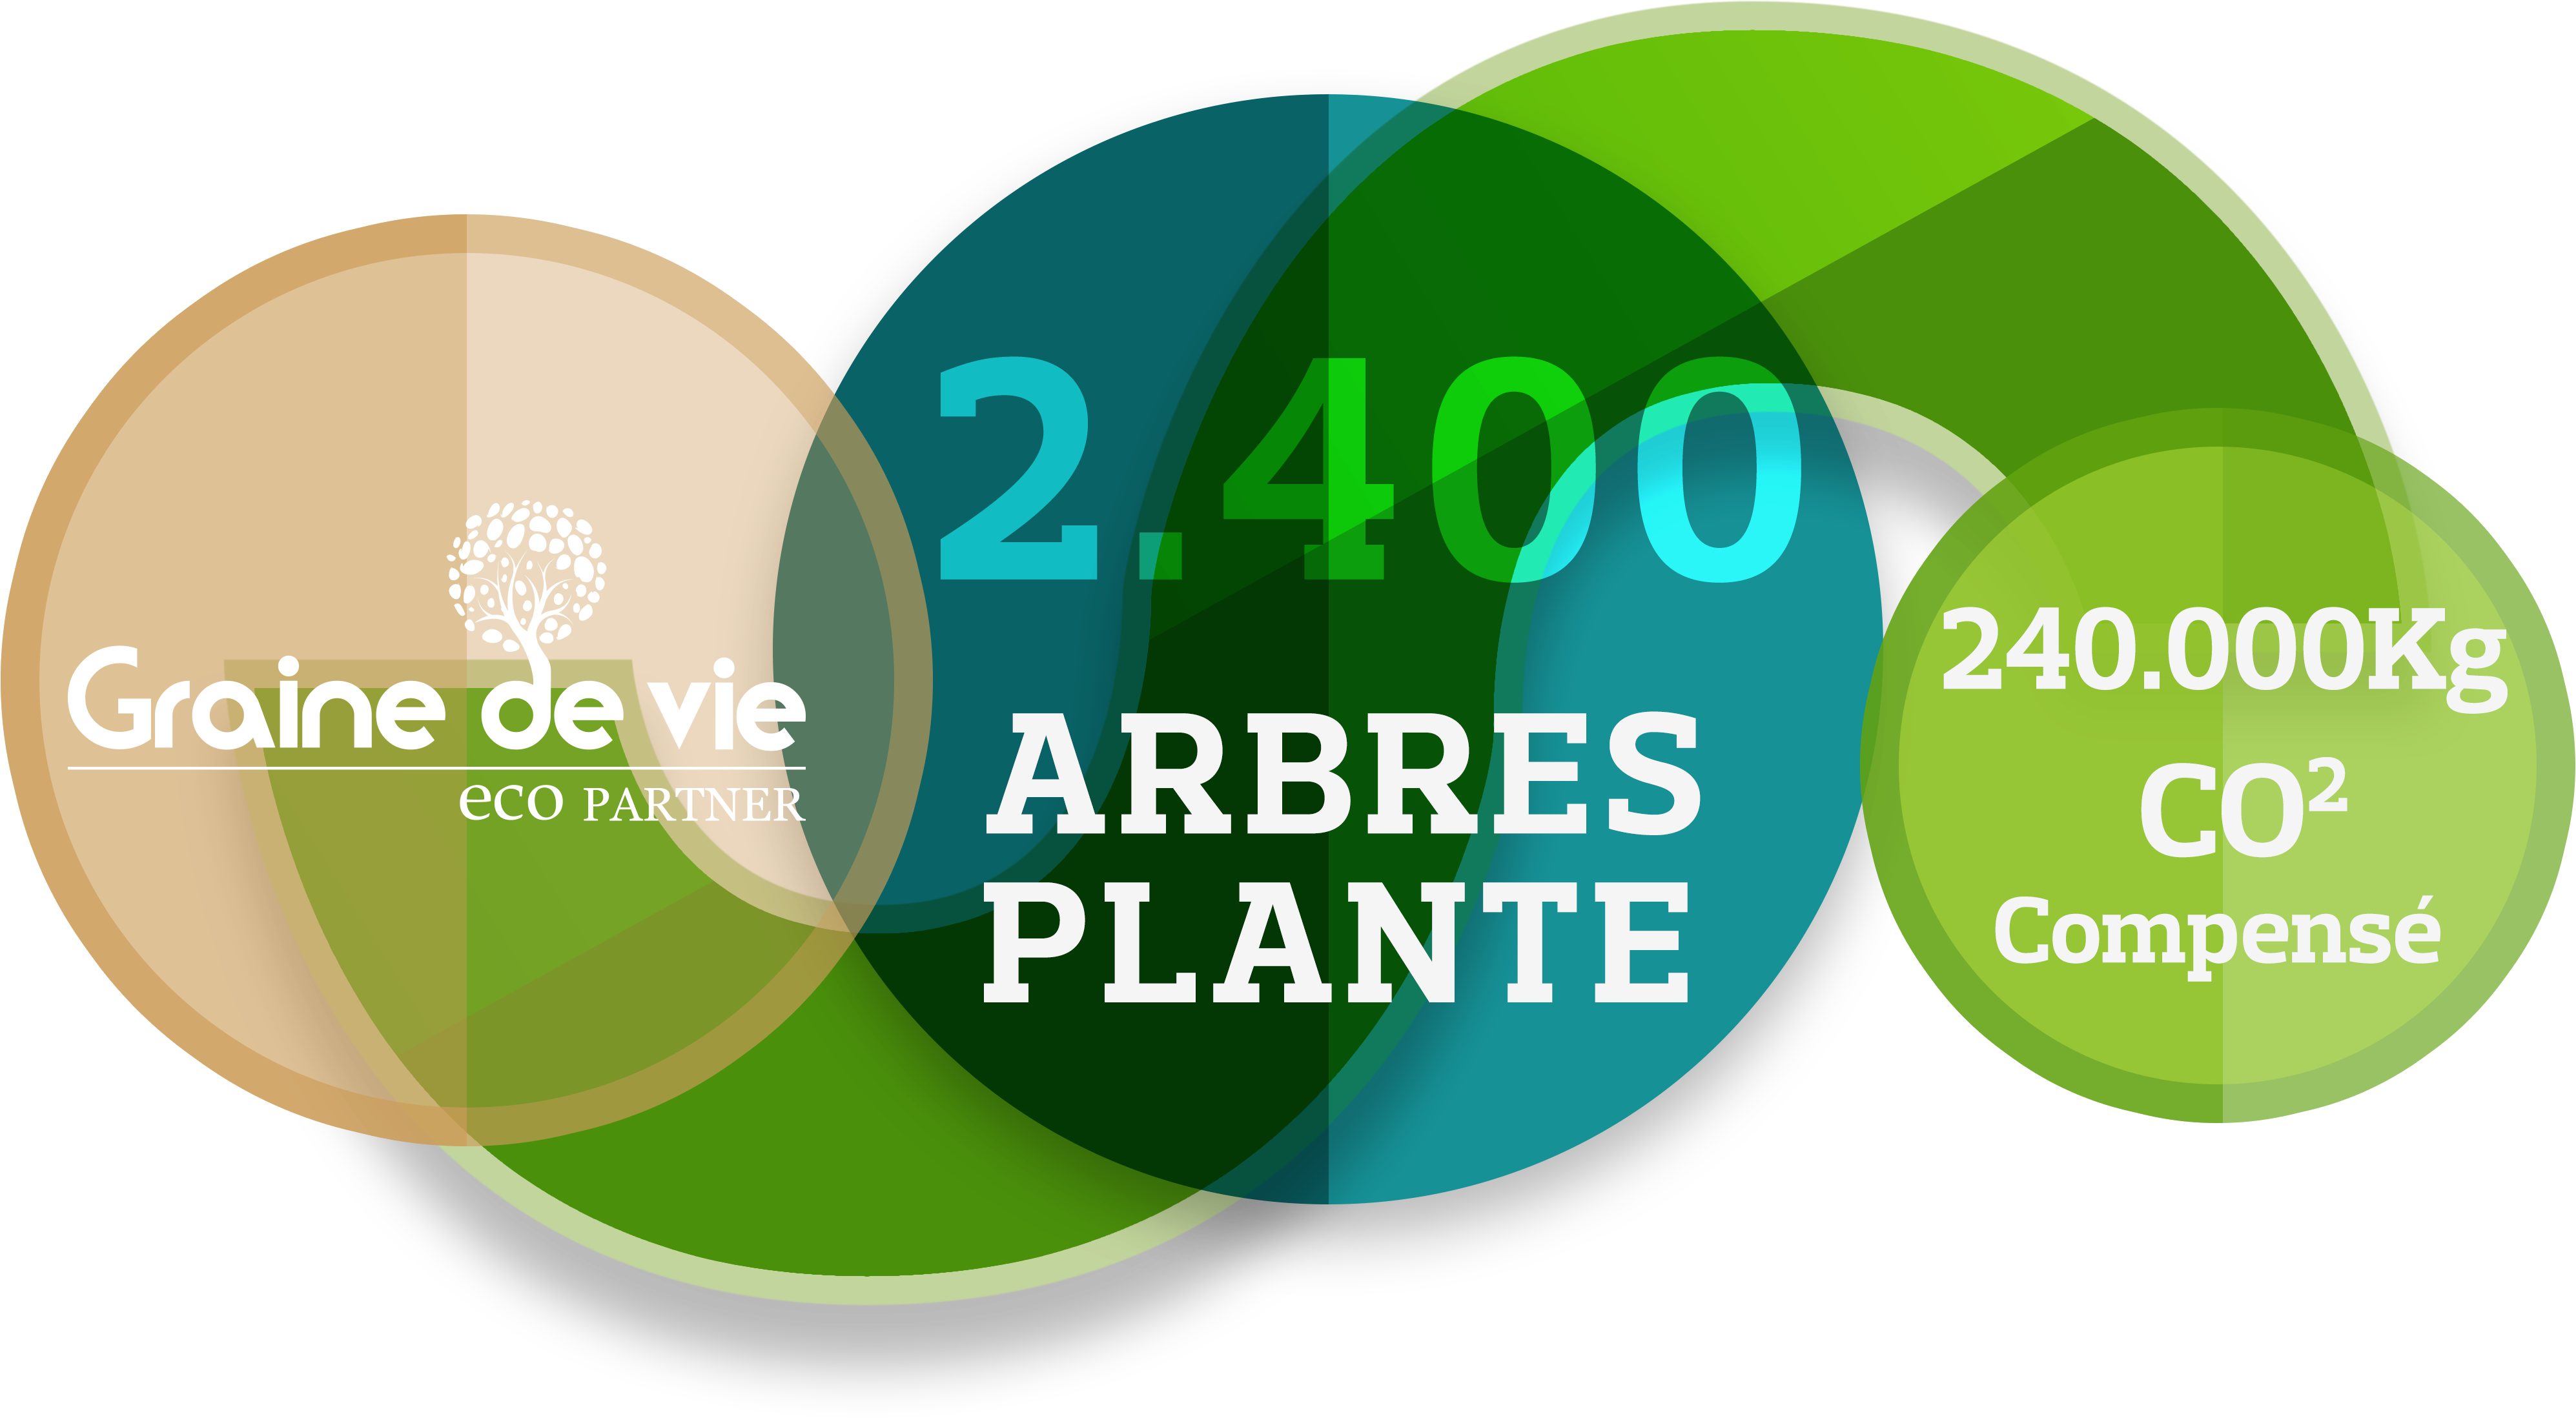 Graine de vie
eco PARTNER
2.400
ARBRES
PLANTE
240.000Kg
CO²
Compensé